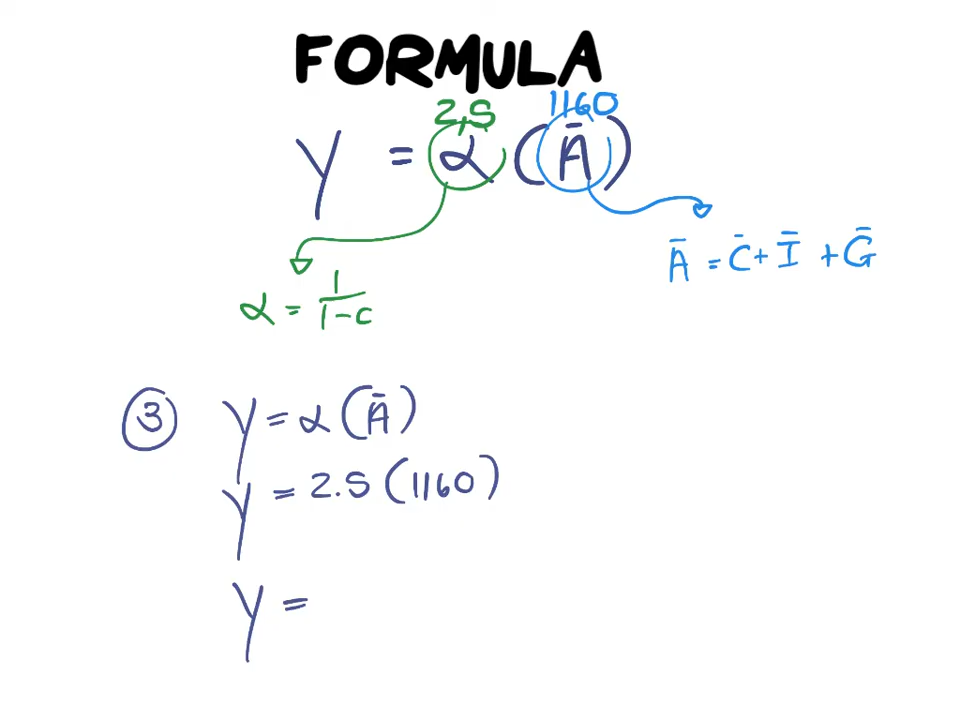 FORMULA
2,5 1160
Y = α (Ā)
Ā = C̄ + Ī + Ḡ
α = 1/1-c
③ Y = α (Ā)
Y = 2.5 (1160)
Y =